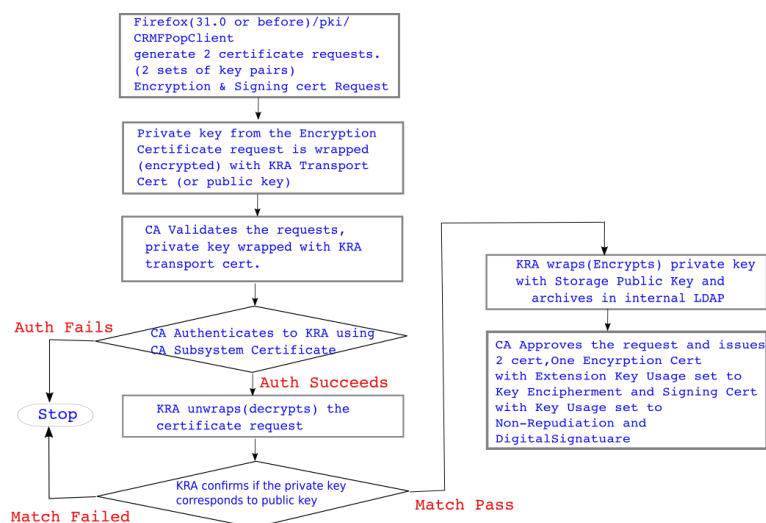 Firefox(31.0 or before)/pki/
CRMFPopClient
generate 2 certificate requests.
(2 sets of key pairs)
Encryption & Signing cert Request
Private key from the Encryption
Certificate request is wrapped
(encrypted) with KRA Transport
Cert (or public key)
CA Validates the requests,
private key wrapped with KRA
transport cert.
CA Authenticates to KRA using
CA Subsystem Certificate
Auth Fails
Auth Succeeds
Stop
KRA unwraps(decrypts) the
certificate request
KRA confirms if the private key
corresponds to public key
Match Failed
Match Pass
KRA wraps(Encrypts) private key
with Storage Public Key and
archives in internal LDAP
CA Approves the request and issues
2 cert,One Encyrption Cert
with Extension Key Usage set to
Key Encipherment and Signing Cert
with Key Usage set to
Non-Repudiation and
DigitalSignatuare